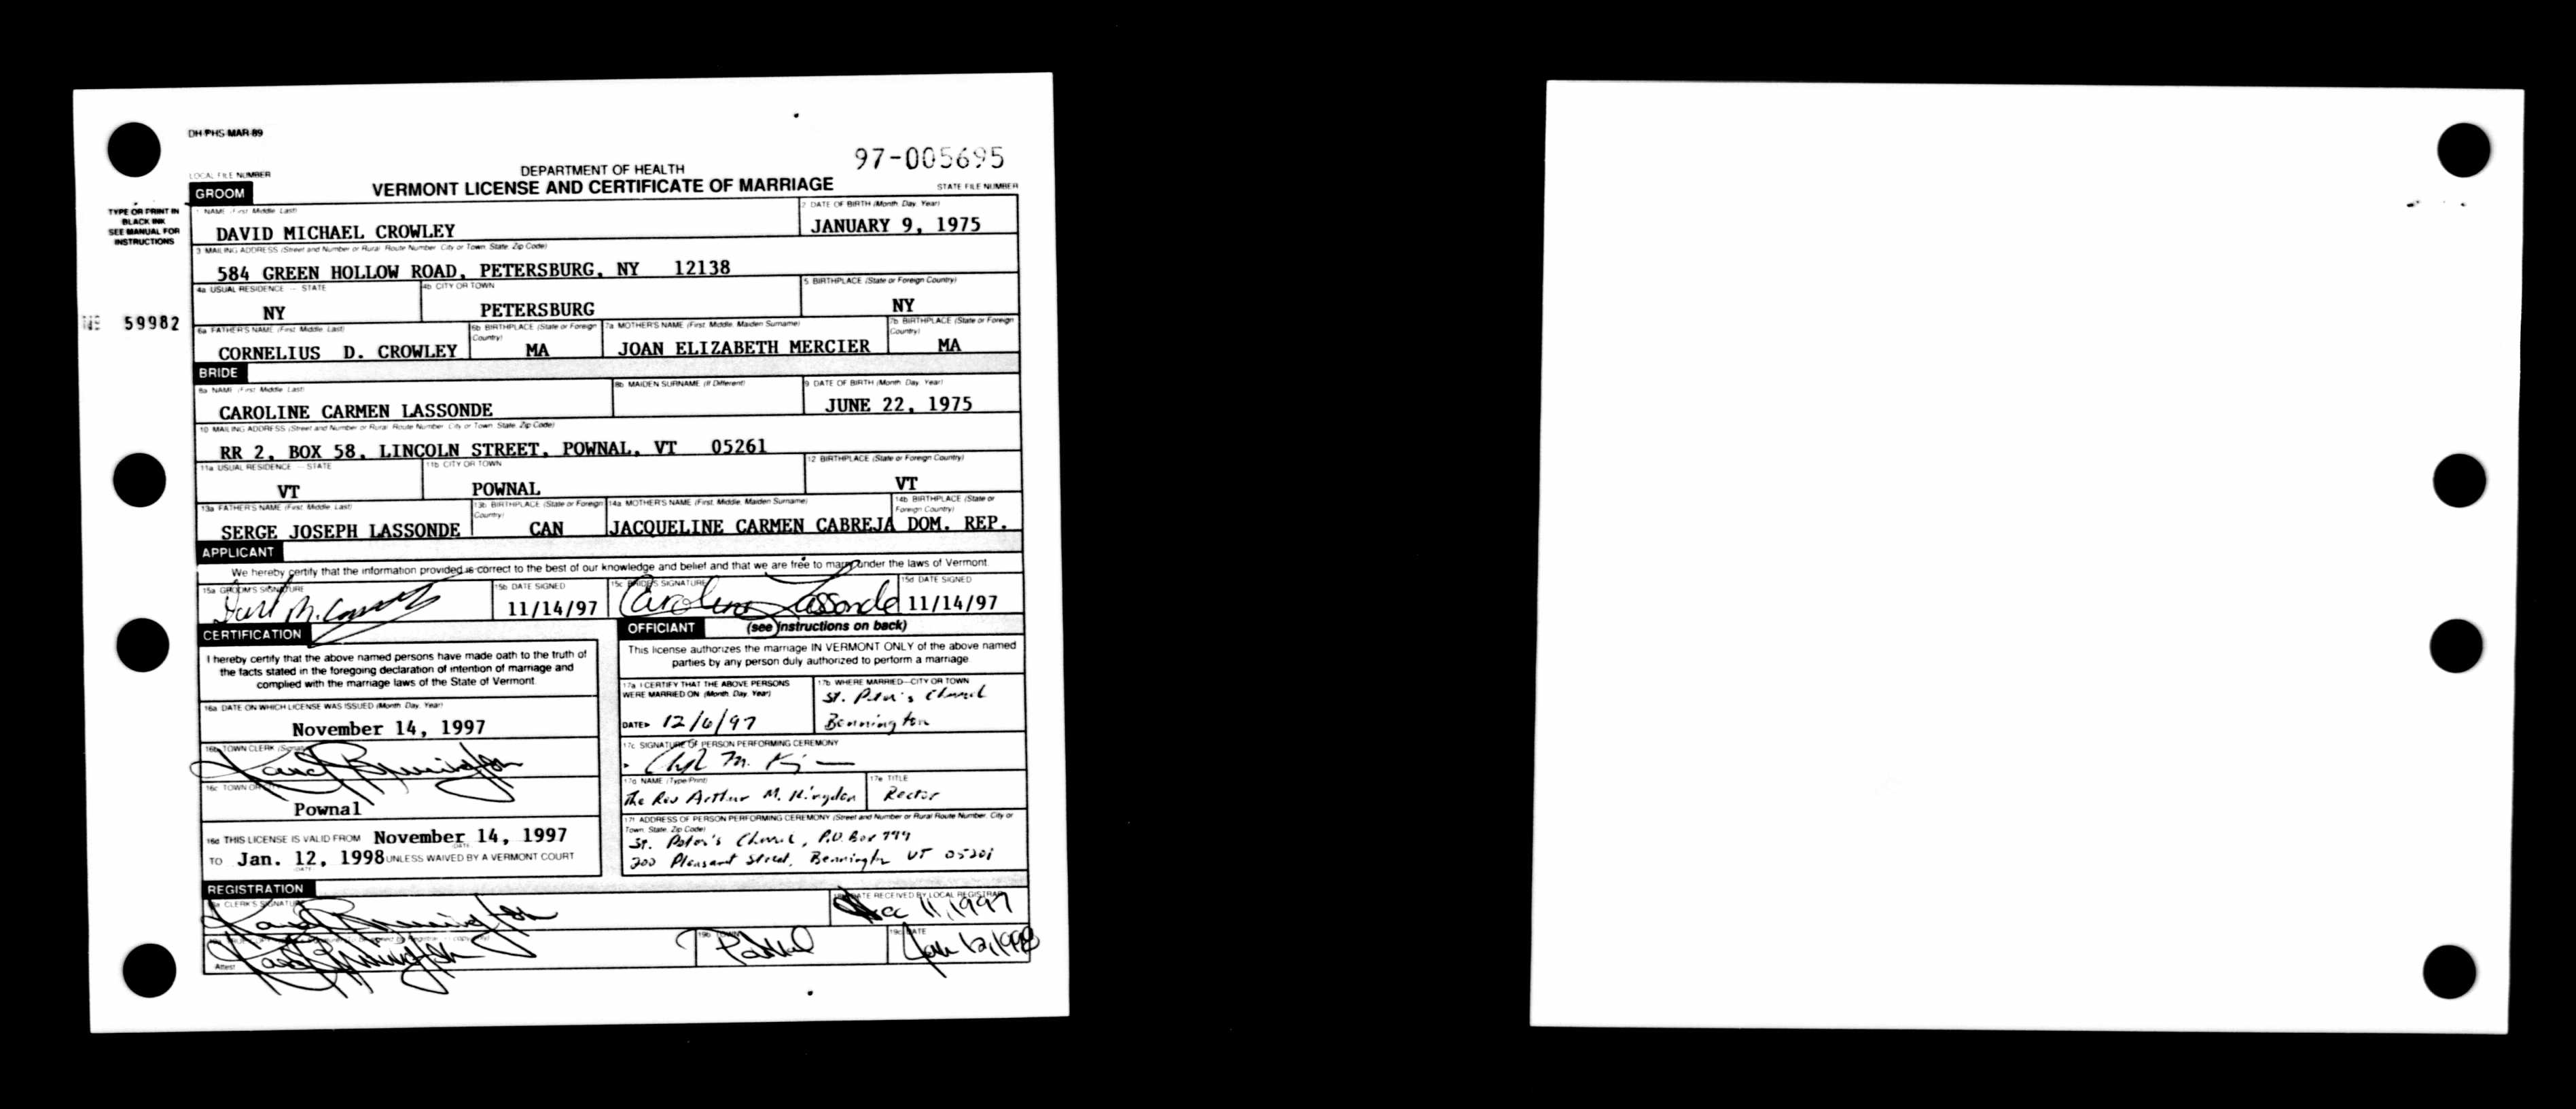 DH-PHS-MAR-89
97-005695
LOCAL FILE NUMBER
DEPARTMENT OF HEALTH
VERMONT LICENSE AND CERTIFICATE OF MARRIAGE
STATE FILE NUMBER
TYPE OR PRINT IN
BLACK INK
SEE MANUAL FOR
INSTRUCTIONS
59982
GROOM
1 NAME (First, Middle, Last)
2 DATE OF BIRTH (Month, Day, Year)
DAVID MICHAEL CROWLEY
JANUARY 9, 1975
3 MAILING ADDRESS (Street and Number or Rural Route Number, City or Town, State, Zip Code)
584 GREEN HOLLOW ROAD, PETERSBURG, NY 12138
4a USUAL RESIDENCE — STATE
4b CITY OR TOWN
5 BIRTHPLACE (State or Foreign Country)
NY
PETERSBURG
NY
6a FATHER'S NAME (First, Middle, Last)
6b BIRTHPLACE (State or Foreign Country)
7a MOTHER'S NAME (First, Middle, Maiden Surname)
7b BIRTHPLACE (State or Foreign Country)
CORNELIUS D. CROWLEY
MA
JOAN ELIZABETH MERCIER
MA
BRIDE
8a NAME (First, Middle, Last)
8b MAIDEN SURNAME (If Different)
9 DATE OF BIRTH (Month, Day, Year)
CAROLINE CARMEN LASSONDE
JUNE 22, 1975
10 MAILING ADDRESS (Street and Number or Rural Route Number, City or Town, State, Zip Code)
RR 2, BOX 58, LINCOLN STREET, POWNAL, VT 05261
11a USUAL RESIDENCE — STATE
11b CITY OR TOWN
12 BIRTHPLACE (State or Foreign Country)
VT
POWNAL
VT
13a FATHER'S NAME (First, Middle, Last)
13b BIRTHPLACE (State or Foreign Country)
14a MOTHER'S NAME (First, Middle, Maiden Surname)
14b BIRTHPLACE (State or Foreign Country)
SERGE JOSEPH LASSONDE
CAN
JACQUELINE CARMEN CABREJA
DOM. REP.
APPLICANT
We hereby certify that the information provided is correct to the best of our knowledge and belief and that we are free to marry under the laws of Vermont.
15a GROOM'S SIGNATURE
15b DATE SIGNED
11/14/97
15c BRIDE'S SIGNATURE
Caroline Lassonde
15d DATE SIGNED
11/14/97
CERTIFICATION
I hereby certify that the above named persons have made oath to the truth of
the facts stated in the foregoing declaration of intention of marriage and
complied with the marriage laws of the State of Vermont.
16a DATE ON WHICH LICENSE WAS ISSUED (Month, Day, Year)
November 14, 1997
16b TOWN CLERK (Signature)
16c TOWN OR
Pownal
16d THIS LICENSE IS VALID FROM November 14, 1997
DATE
TO Jan. 12, 1998 UNLESS WAIVED BY A VERMONT COURT
DATE
OFFICIANT (see instructions on back)
This license authorizes the marriage IN VERMONT ONLY of the above named
parties by any person duly authorized to perform a marriage
17a I CERTIFY THAT THE ABOVE PERSONS
WERE MARRIED ON (Month, Day, Year)
DATE 12/6/97
17b WHERE MARRIED—CITY OR TOWN
St. Peter's Church
Bennington
17c SIGNATURE OF PERSON PERFORMING CEREMONY
17d NAME (Type/Print)
The Rev Arthur M. Kingdon
17e TITLE
Rector
17f ADDRESS OF PERSON PERFORMING CEREMONY (Street and Number or Rural Route Number, City or
Town, State, Zip Code)
St. Peter's Church, P.O. Box 799
200 Pleasant Street, Bennington VT 05201
REGISTRATION
CLERK'S SIGNATURE
DATE RECEIVED BY LOCAL REGISTRAR
Dec 11, 1997
Attest
19b TOWN
Pownal
19c DATE
Jan 12, 1998